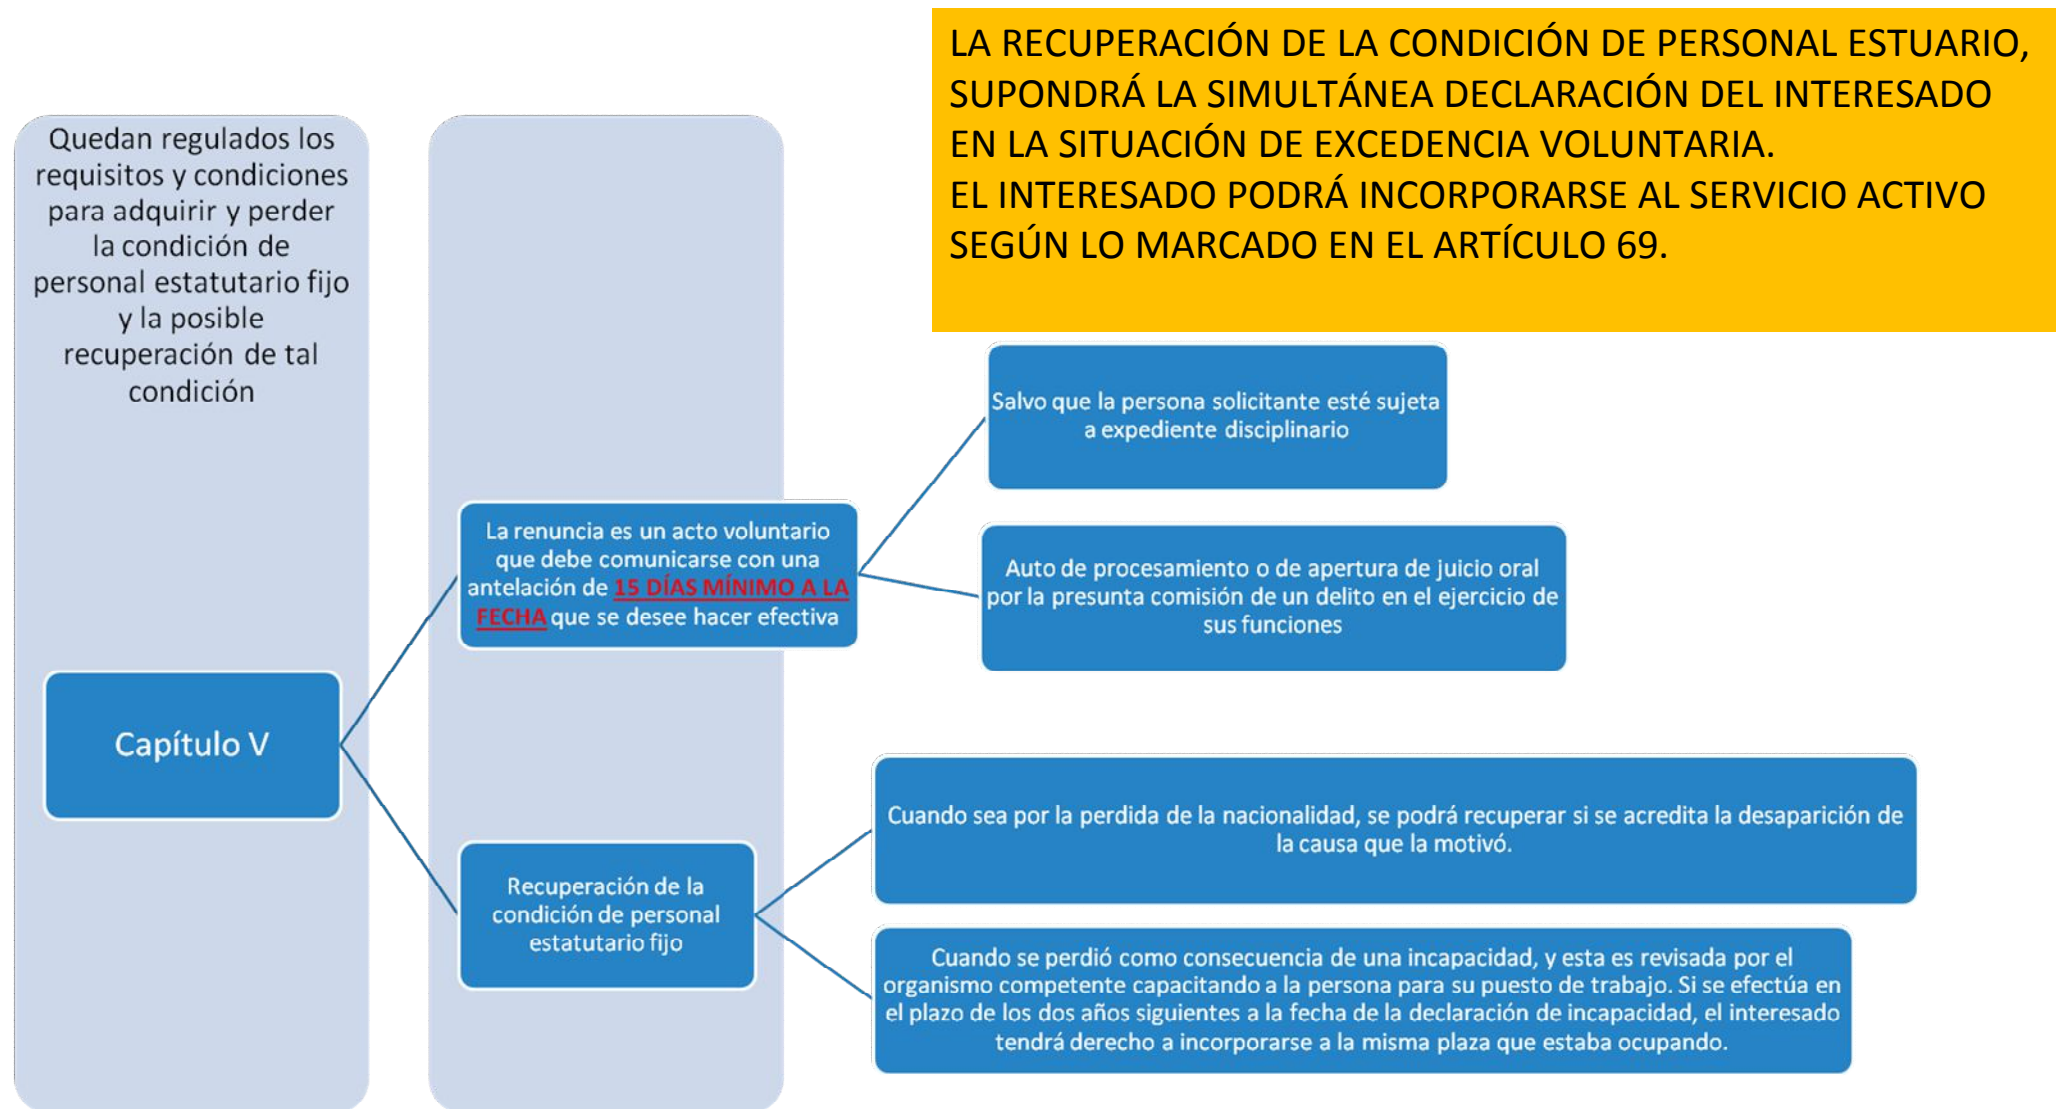 LA RECUPERACIÓN DE LA CONDICIÓN DE PERSONAL ESTUARIO,
SUPONDRÁ LA SIMULTÁNEA DECLARACIÓN DEL INTERESADO
EN LA SITUACIÓN DE EXCEDENCIA VOLUNTARIA.
EL INTERESADO PODRÁ INCORPORARSE AL SERVICIO ACTIVO
SEGÚN LO MARCADO EN EL ARTÍCULO 69.
Quedan regulados los
requisitos y condiciones
para adquirir y perder
la condición de
personal estatutario fijo
y la posible
recuperación de tal
condición
Capítulo V
La renuncia es un acto voluntario
que debe comunicarse con una
antelación de 15 DÍAS MÍNIMO A LA
FECHA que se desee hacer efectiva
Salvo que la persona solicitante esté sujeta
a expediente disciplinario
Auto de procesamiento o de apertura de juicio oral
por la presunta comisión de un delito en el ejercicio de
sus funciones
Recuperación de la
condición de personal
estatutario fijo
Cuando sea por la perdida de la nacionalidad, se podrá recuperar si se acredita la desaparición de
la causa que la motivó.
Cuando se perdió como consecuencia de una incapacidad, y esta es revisada por el
organismo competente capacitando a la persona para su puesto de trabajo. Si se efectúa en
el plazo de los dos años siguientes a la fecha de la declaración de incapacidad, el interesado
tendrá derecho a incorporarse a la misma plaza que estaba ocupando.